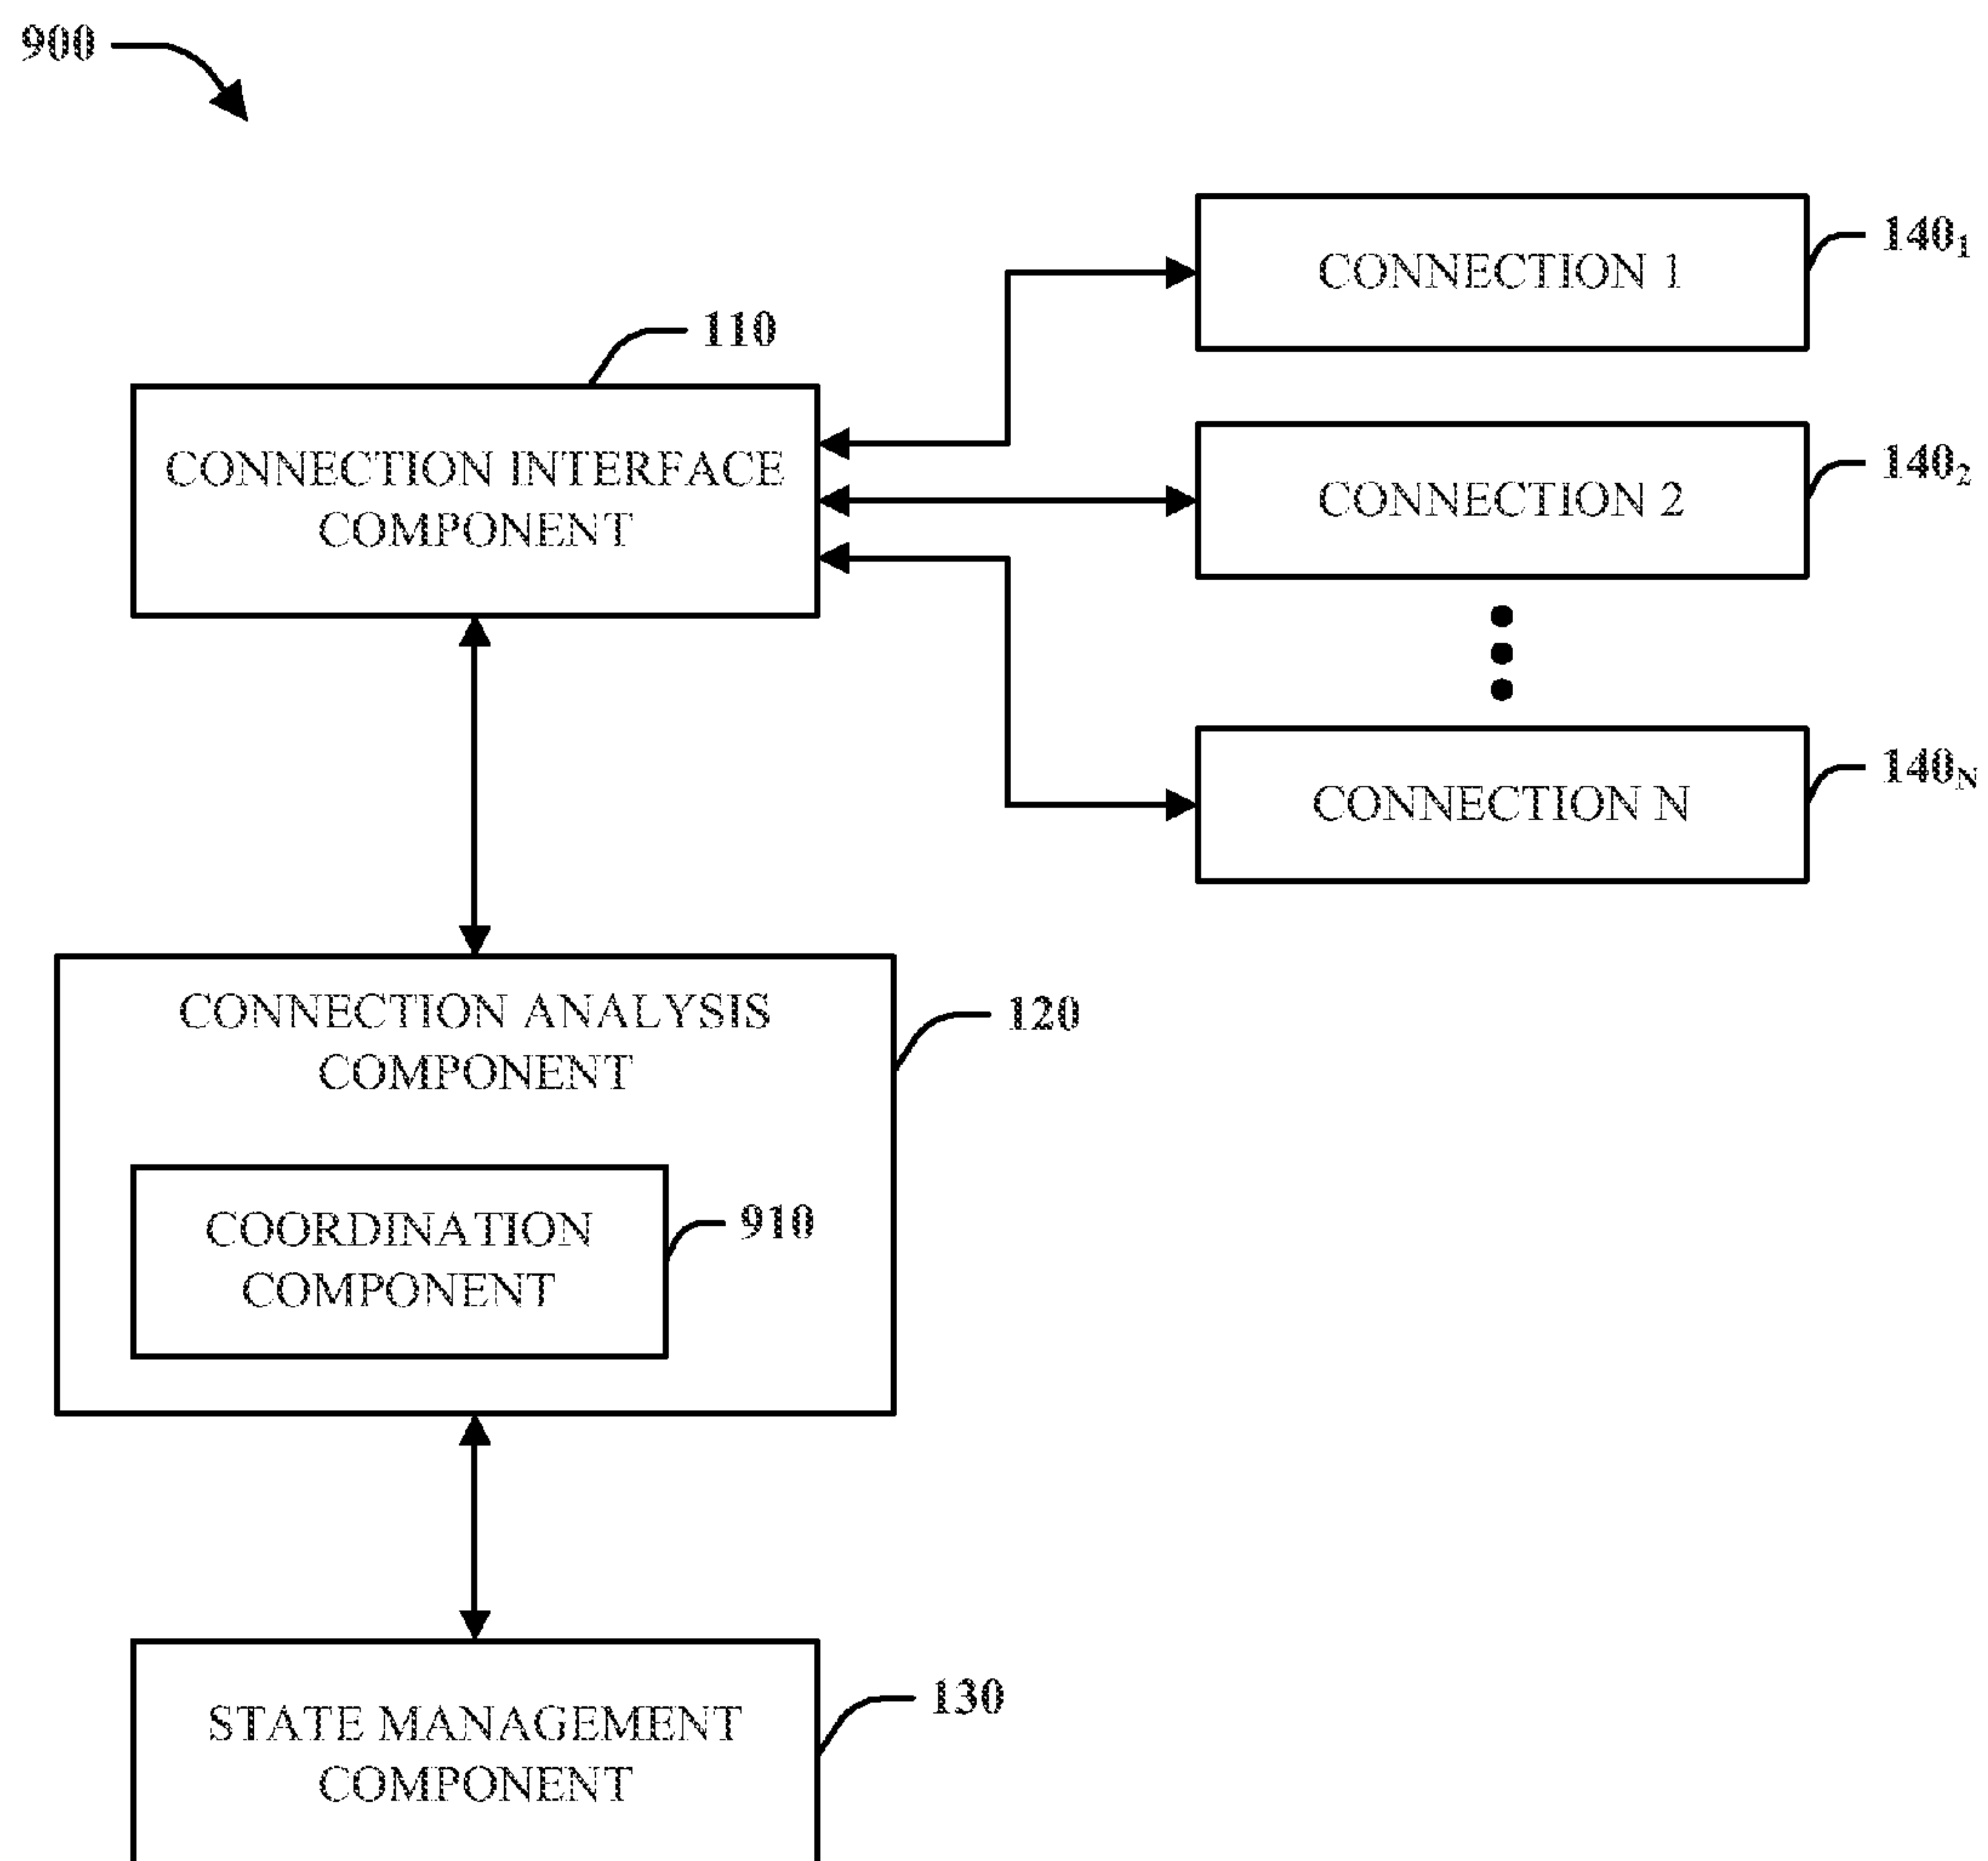 900
CONNECTION 1
140₁
110
CONNECTION INTERFACE
COMPONENT
CONNECTION 2
140₂
CONNECTION N
140_N
CONNECTION ANALYSIS
COMPONENT
120
COORDINATION
COMPONENT
910
STATE MANAGEMENT
COMPONENT
130